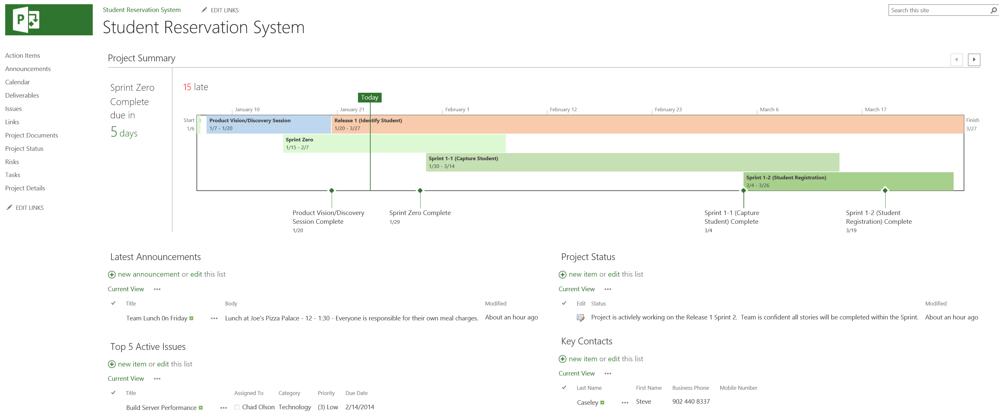 P
Student Reservation System
EDIT LINKS
Search this site
Student Reservation System
Action Items
Announcements
Calendar
Deliverables
Issues
Links
Project Documents
Project Status
Risks
Tasks
Project Details
EDIT LINKS
Project Summary
Sprint Zero
Complete
due in
5 days
15 late
Today
January 10
January 21
February 1
February 12
February 23
March 6
March 17
Start
1/6
Product Vision/Discovery Session
1/7 - 1/20
Release 1 (Identify Student)
1/20 - 3/27
Finish
3/27
Sprint Zero
1/15 - 2/7
Sprint 1-1 (Capture Student)
1/30 - 3/14
Sprint 1-2 (Student Registration)
3/4 - 3/26
Product Vision/Discovery
Session Complete
1/20
Sprint Zero Complete
1/29
Sprint 1-1 (Capture
Student) Complete
3/4
Sprint 1-2 (Student
Registration) Complete
3/19
Latest Announcements
new announcement or edit this list
Current View
Title Body Modified
Team Lunch 0n Friday Lunch at Joe's Pizza Palace - 12 - 1:30 - Everyone is responsible for their own meal charges. About an hour ago
Project Status
new item or edit this list
Current View
Edit Status Modified
Project is activlely working on the Release 1 Sprint 2. Team is confident all stories will be completed within the Sprint. About an hour ago
Top 5 Active Issues
new item or edit this list
Current View
Title Assigned To Category Priority Due Date
Build Server Performance Chad Olson Technology (3) Low 2/14/2014
Key Contacts
new item or edit this list
Current View
Last Name First Name Business Phone Mobile Number
Caseley Steve 902 440 8337